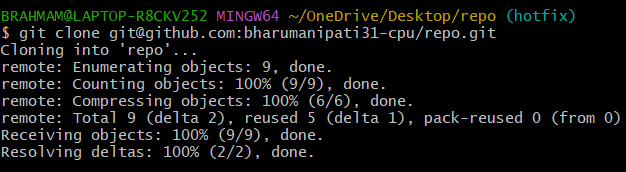 BRAHMAM@LAPTOP-R8CKV252 MINGW64 ~/OneDrive/Desktop/repo (hotfix)
$ git clone git@github.com:bharumanipati31-cpu/repo.git
Cloning into 'repo'...
remote: Enumerating objects: 9, done.
remote: Counting objects: 100% (9/9), done.
remote: Compressing objects: 100% (6/6), done.
remote: Total 9 (delta 2), reused 5 (delta 1), pack-reused 0 (from 0)
Receiving objects: 100% (9/9), done.
Resolving deltas: 100% (2/2), done.